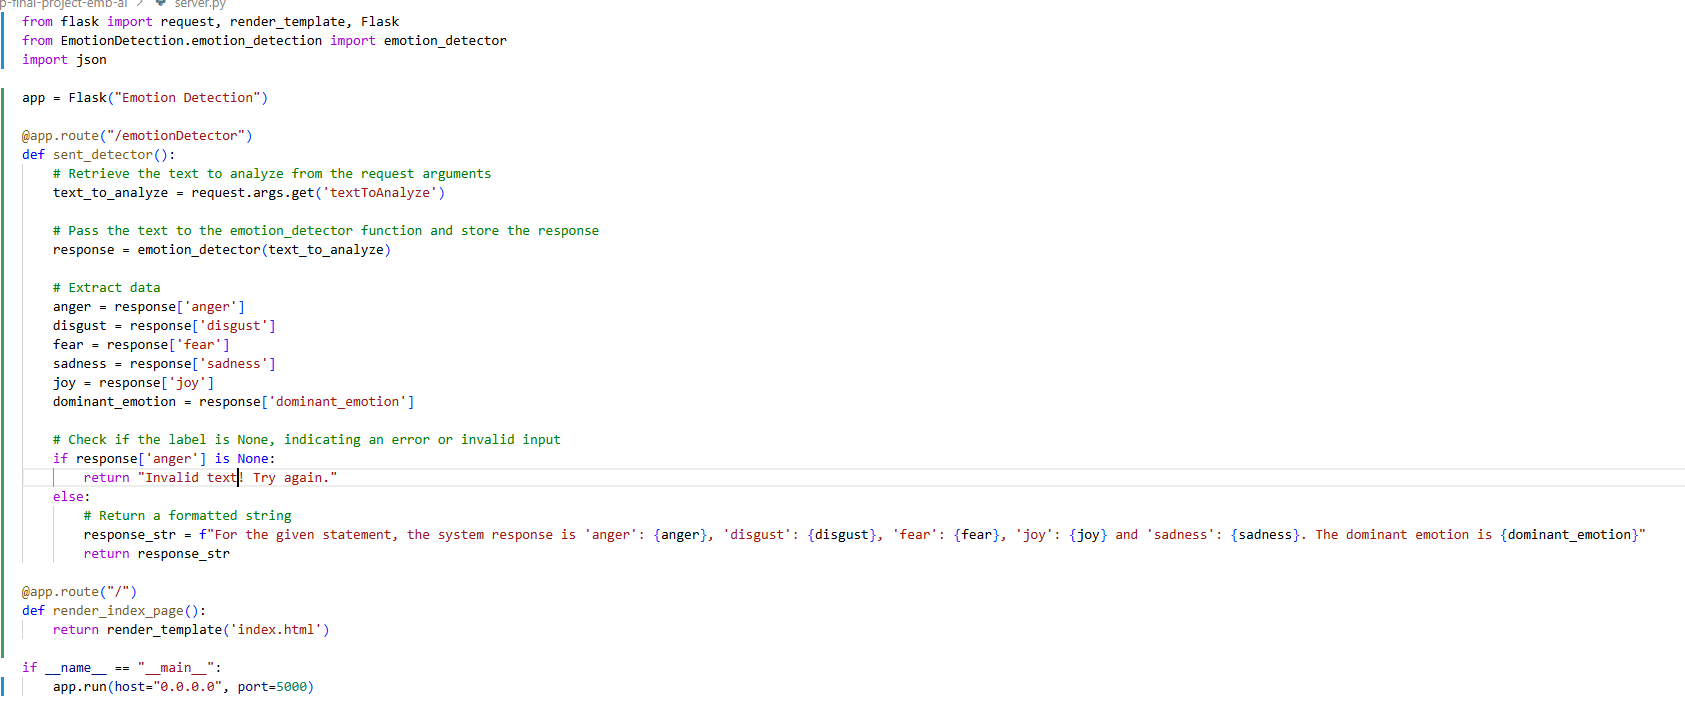 p-final-project-emb-ai > server.py
from flask import request, render_template, Flask
from EmotionDetection.emotion_detection import emotion_detector
import json
app = Flask("Emotion Detection")
@app.route("/emotionDetector")
def sent_detector():
# Retrieve the text to analyze from the request arguments
text_to_analyze = request.args.get('textToAnalyze')
# Pass the text to the emotion_detector function and store the response
response = emotion_detector(text_to_analyze)
# Extract data
anger = response['anger']
disgust = response['disgust']
fear = response['fear']
sadness = response['sadness']
joy = response['joy']
dominant_emotion = response['dominant_emotion']
# Check if the label is None, indicating an error or invalid input
if response['anger'] is None:
return "Invalid text! Try again."
else:
# Return a formatted string
response_str = f"For the given statement, the system response is 'anger': {anger}, 'disgust': {disgust}, 'fear': {fear}, 'joy': {joy} and 'sadness': {sadness}. The dominant emotion is {dominant_emotion}"
return response_str
@app.route("/")
def render_index_page():
return render_template('index.html')
if __name__ == "__main__":
app.run(host="0.0.0.0", port=5000)